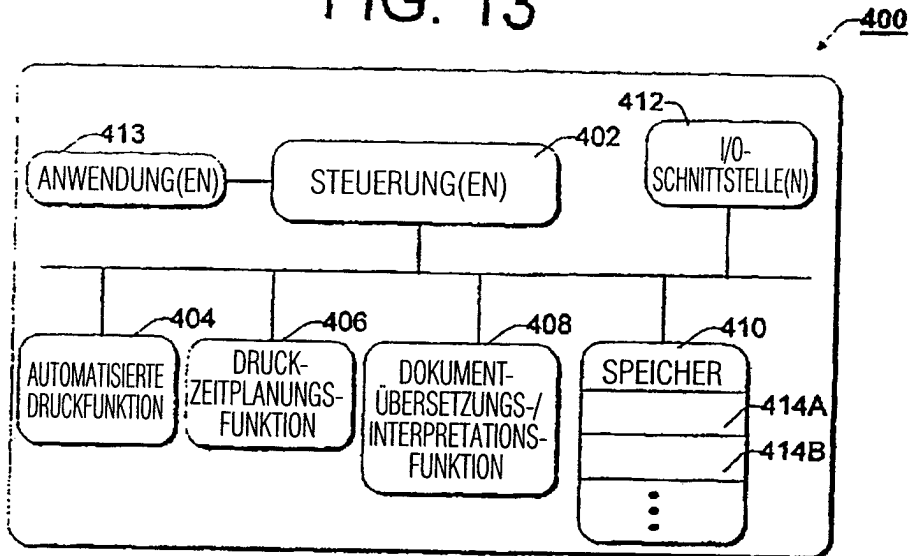 FIG. 13
400
413
ANWENDUNG(EN)
402
STEUERUNG(EN)
412
I/O-
SCHNITTSTELLE(N)
404
AUTOMATISIERTE
DRUCKFUNKTION
406
DRUCK-
ZEITPLANUNGS-
FUNKTION
408
DOKUMENT-
ÜBERSETZUNGS-/
INTERPRETATIONS-
FUNKTION
410
SPEICHER
414A
414B